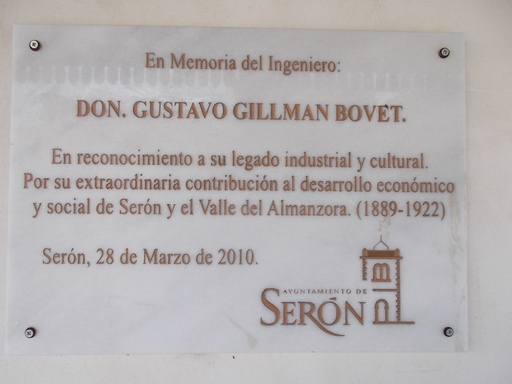 En Memoria del Ingeniero:
DON. GUSTAVO GILLMAN BOVET.
En reconocimiento a su legado industrial y cultural.
Por su extraordinaria contribución al desarrollo económico
y social de Serón y el Valle del Almanzora. (1889-1922)
Serón, 28 de Marzo de 2010.
AYUNTAMIENTO DE
SERÓN